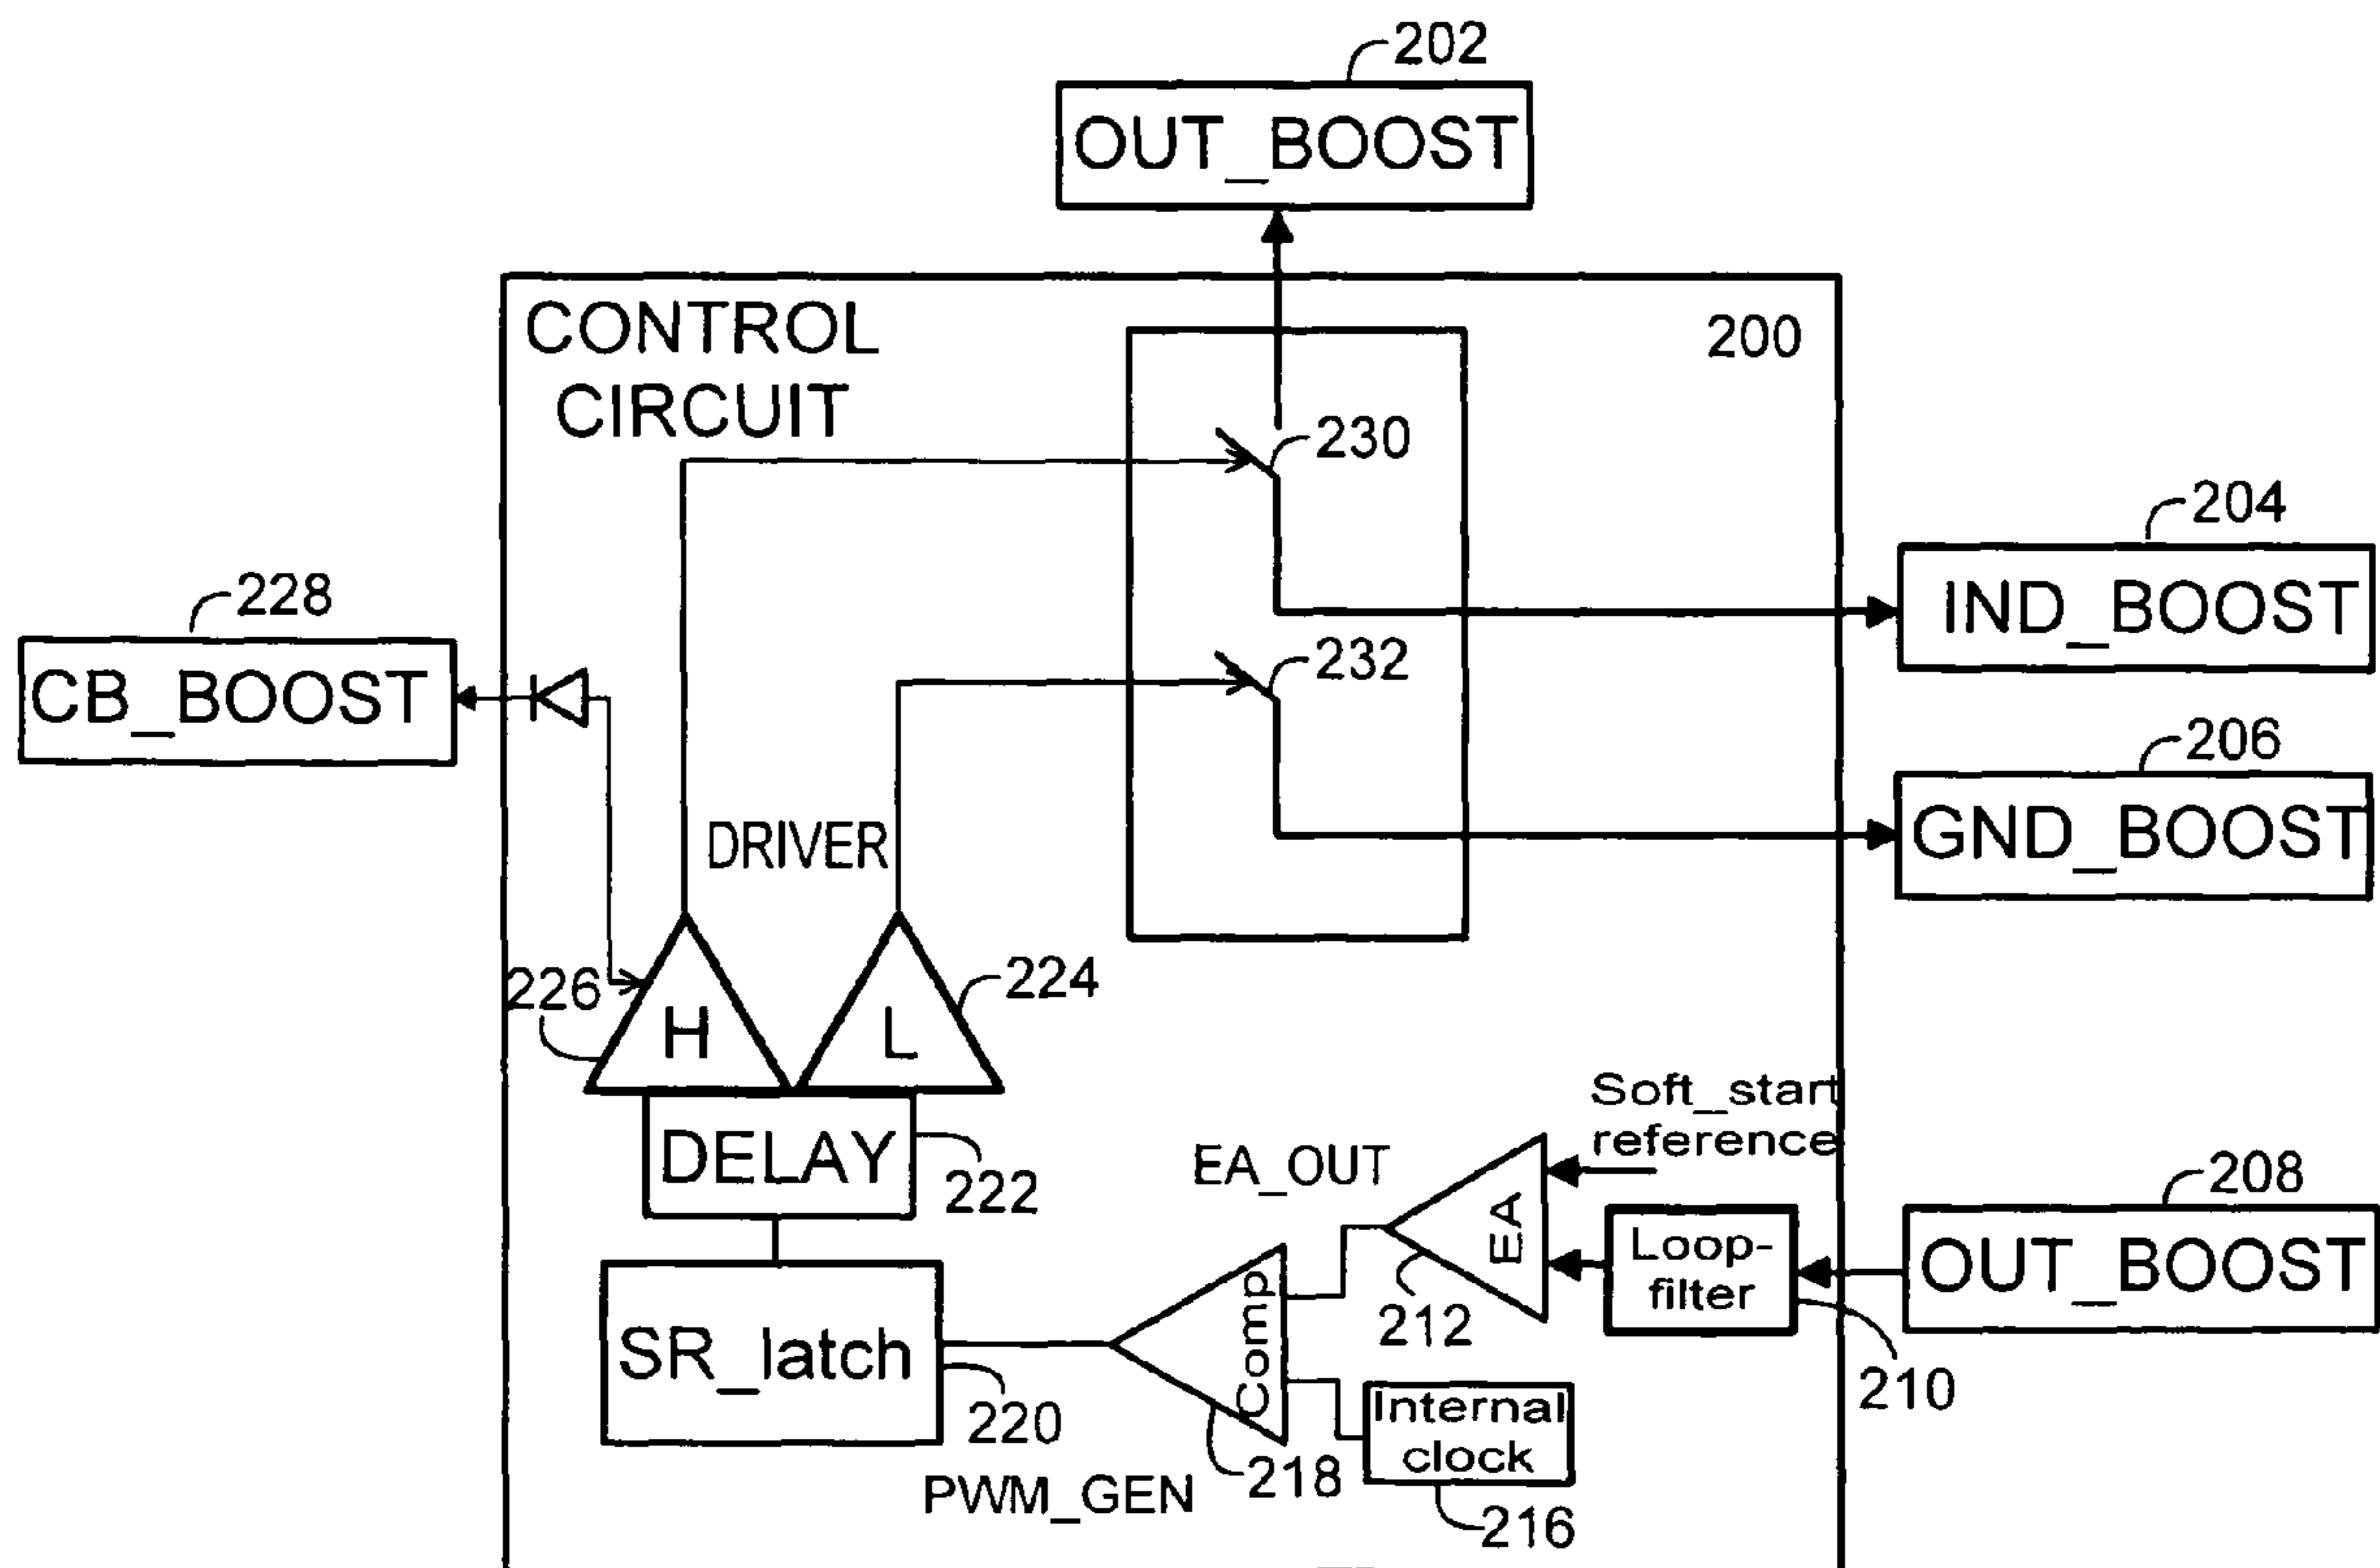 202
OUT_BOOST
CONTROL
CIRCUIT
200
230
204
IND_BOOST
228
CB_BOOST
232
206
GND_BOOST
DRIVER
226
H
L
224
DELAY
222
Soft_start
reference
EA_OUT
EA
212
Loop-
filter
210
208
OUT_BOOST
SR_latch
220
Comp
218
Internal
clock
216
PWM_GEN